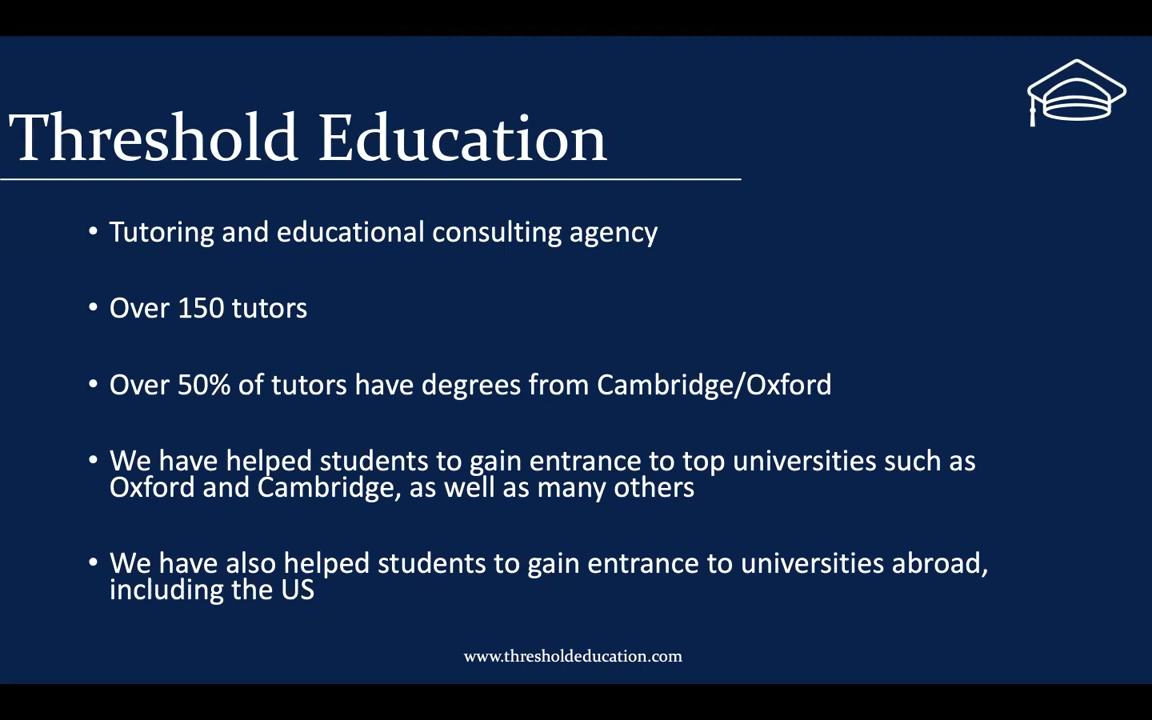 Threshold Education
• Tutoring and educational consulting agency
• Over 150 tutors
• Over 50% of tutors have degrees from Cambridge/Oxford
• We have helped students to gain entrance to top universities such as
Oxford and Cambridge, as well as many others
• We have also helped students to gain entrance to universities abroad,
including the US
www.thresholdeducation.com